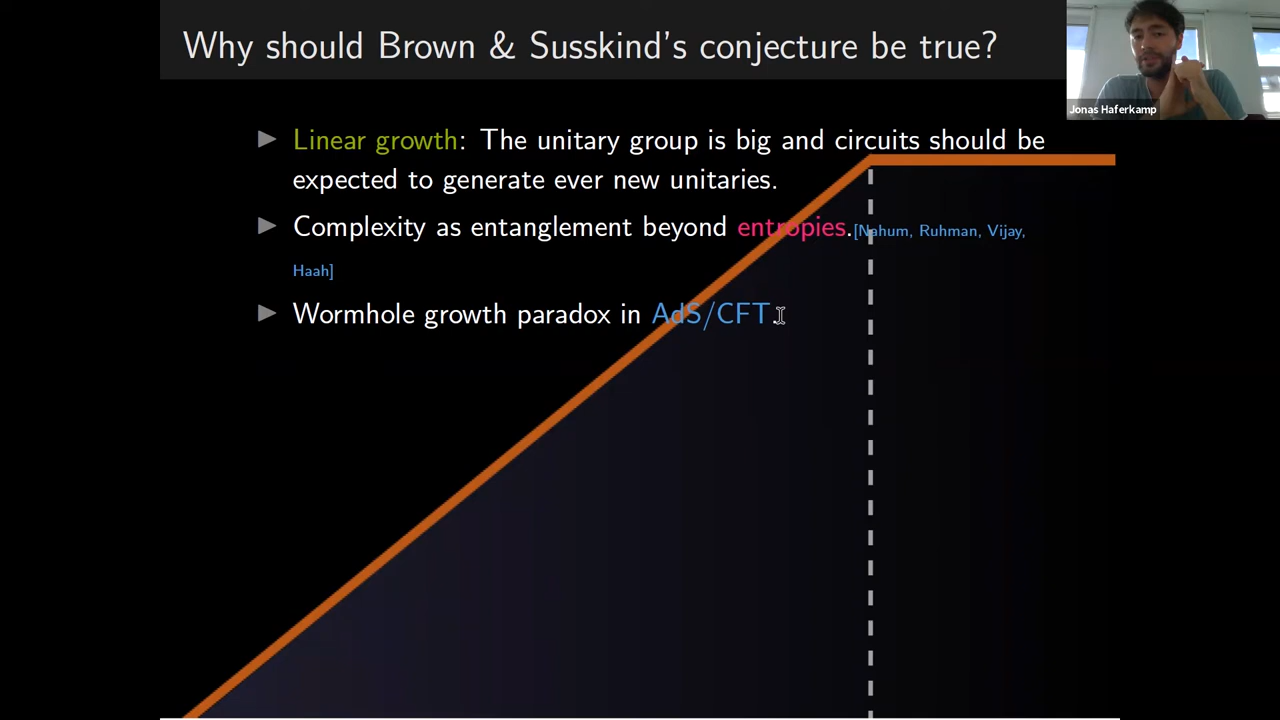 Why should Brown & Susskind's conjecture be true?
Jonas Haferkamp
▶ Linear growth: The unitary group is big and circuits should be
expected to generate ever new unitaries.
▶ Complexity as entanglement beyond entropies.[Nahum, Ruhman, Vijay,
Haah]
▶ Wormhole growth paradox in AdS/CFT.